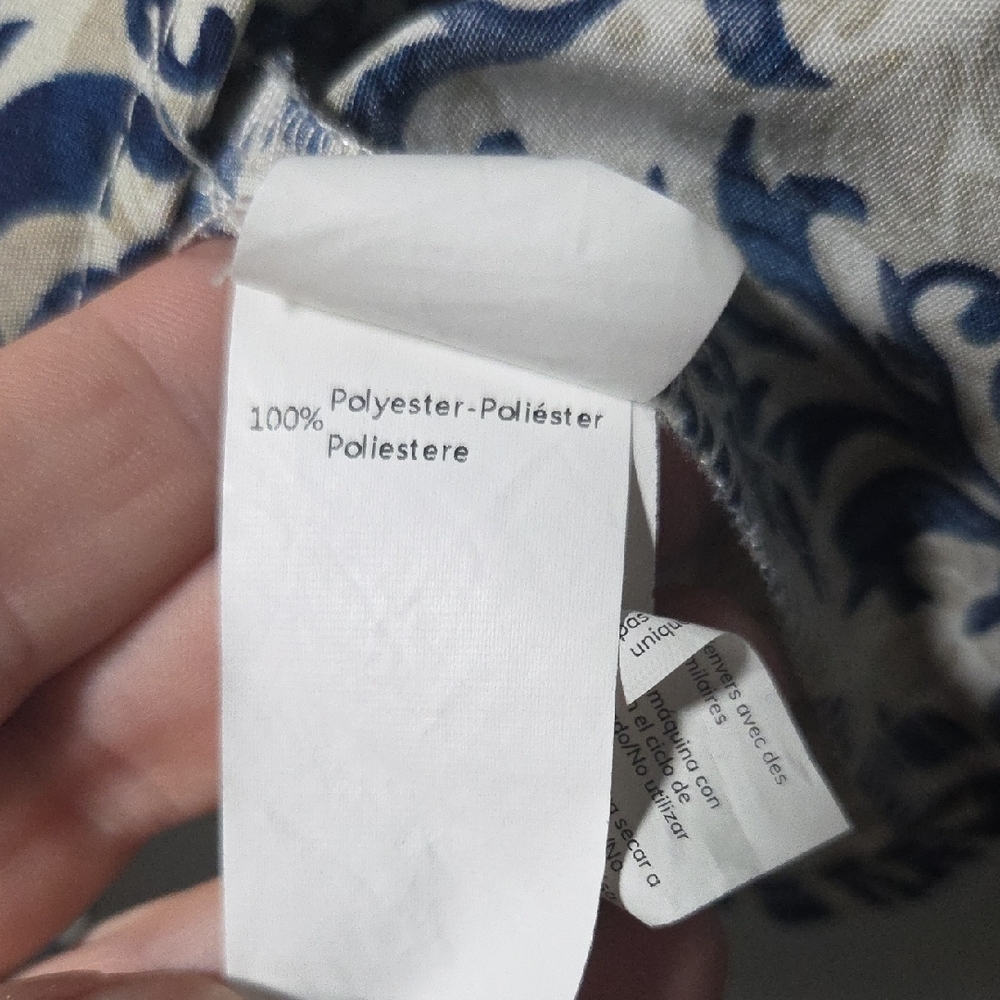 100% Polyester-Poliéster
Poliestere
pas
uniqu
envers avec des
milaires
máquina con
n el ciclo de
do/No utilizar
a secar a
/No